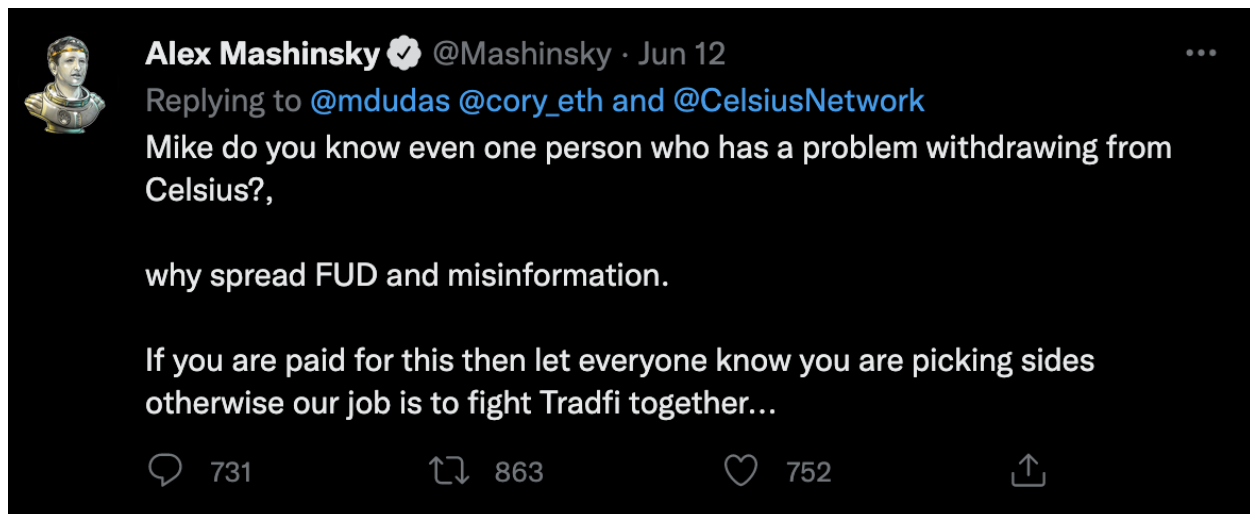 Alex Mashinsky @Mashinsky · Jun 12
Replying to @mdudas @cory_eth and @CelsiusNetwork
Mike do you know even one person who has a problem withdrawing from
Celsius?,
why spread FUD and misinformation.
If you are paid for this then let everyone know you are picking sides
otherwise our job is to fight Tradfi together...
731 863 752